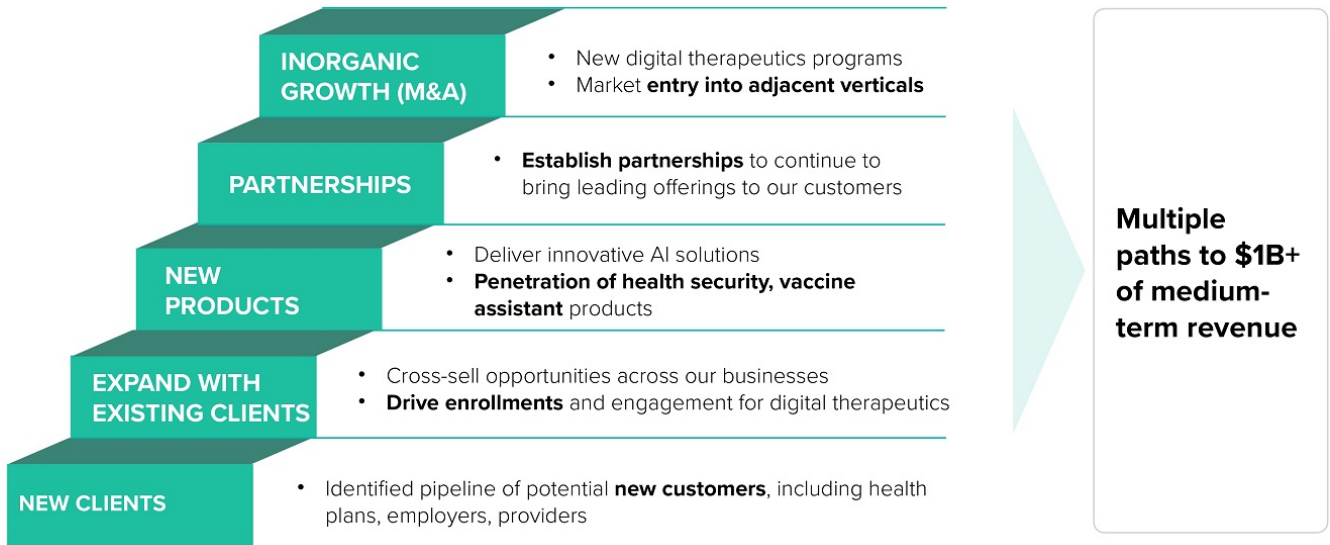 INORGANIC
GROWTH (M&A)
• New digital therapeutics programs
• Market entry into adjacent verticals
PARTNERSHIPS
• Establish partnerships to continue to
bring leading offerings to our customers
NEW
PRODUCTS
• Deliver innovative AI solutions
• Penetration of health security, vaccine
assistant products
EXPAND WITH
EXISTING CLIENTS
• Cross-sell opportunities across our businesses
• Drive enrollments and engagement for digital therapeutics
NEW CLIENTS
• Identified pipeline of potential new customers, including health
plans, employers, providers
Multiple
paths to $1B+
of medium-
term revenue